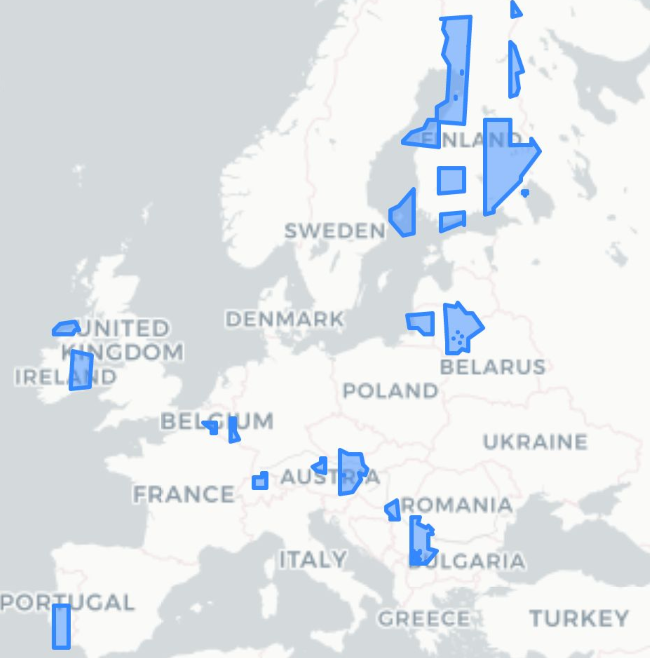 FINLAND
SWEDEN
DENMARK
UNITED
KINGDOM
IRELAND
BELARUS
POLAND
BELGIUM
UKRAINE
AUSTRIA
FRANCE
ROMANIA
ITALY
BULGARIA
PORTUGAL
GREECE
TURKEY